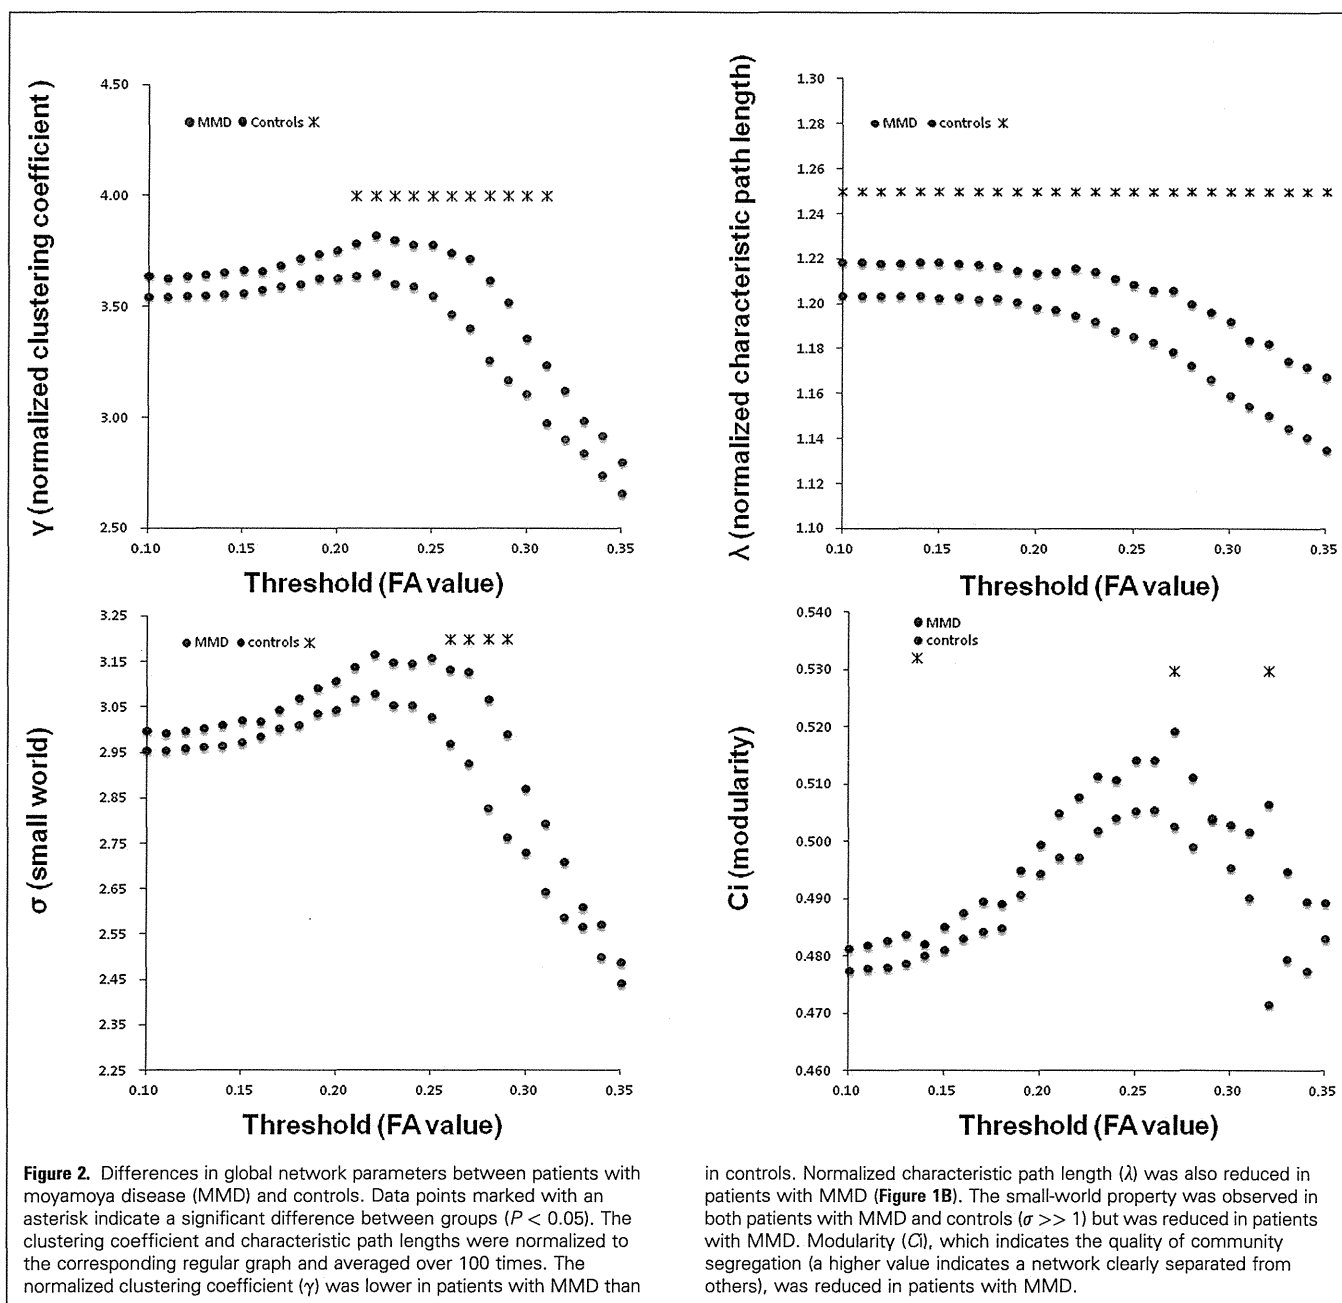 γ (normalized clustering coefficient)
4.50
4.00
3.50
3.00
2.50
MMD Controls
0.10 0.15 0.20 0.25 0.30 0.35
Threshold (FA value)
λ (normalized characteristic path length)
1.30
1.28
1.26
1.24
1.22
1.20
1.18
1.16
1.14
1.12
1.10
MMD controls
0.10 0.15 0.20 0.25 0.30 0.35
Threshold (FA value)
σ (small world)
3.25
3.15
3.05
2.95
2.85
2.75
2.65
2.55
2.45
2.35
2.25
MMD controls
0.10 0.15 0.20 0.25 0.30 0.35
Threshold (FA value)
Ci (modularity)
0.540
0.530
0.520
0.510
0.500
0.490
0.480
0.470
0.460
MMD
controls
0.10 0.15 0.20 0.25 0.30 0.35
Threshold (FA value)
Figure 2. Differences in global network parameters between patients with
moyamoya disease (MMD) and controls. Data points marked with an
asterisk indicate a significant difference between groups (P < 0.05). The
clustering coefficient and characteristic path lengths were normalized to
the corresponding regular graph and averaged over 100 times. The
normalized clustering coefficient (γ) was lower in patients with MMD than
in controls. Normalized characteristic path length (λ) was also reduced in
patients with MMD (Figure 1B). The small-world property was observed in
both patients with MMD and controls (σ >> 1) but was reduced in patients
with MMD. Modularity (Ci), which indicates the quality of community
segregation (a higher value indicates a network clearly separated from
others), was reduced in patients with MMD.